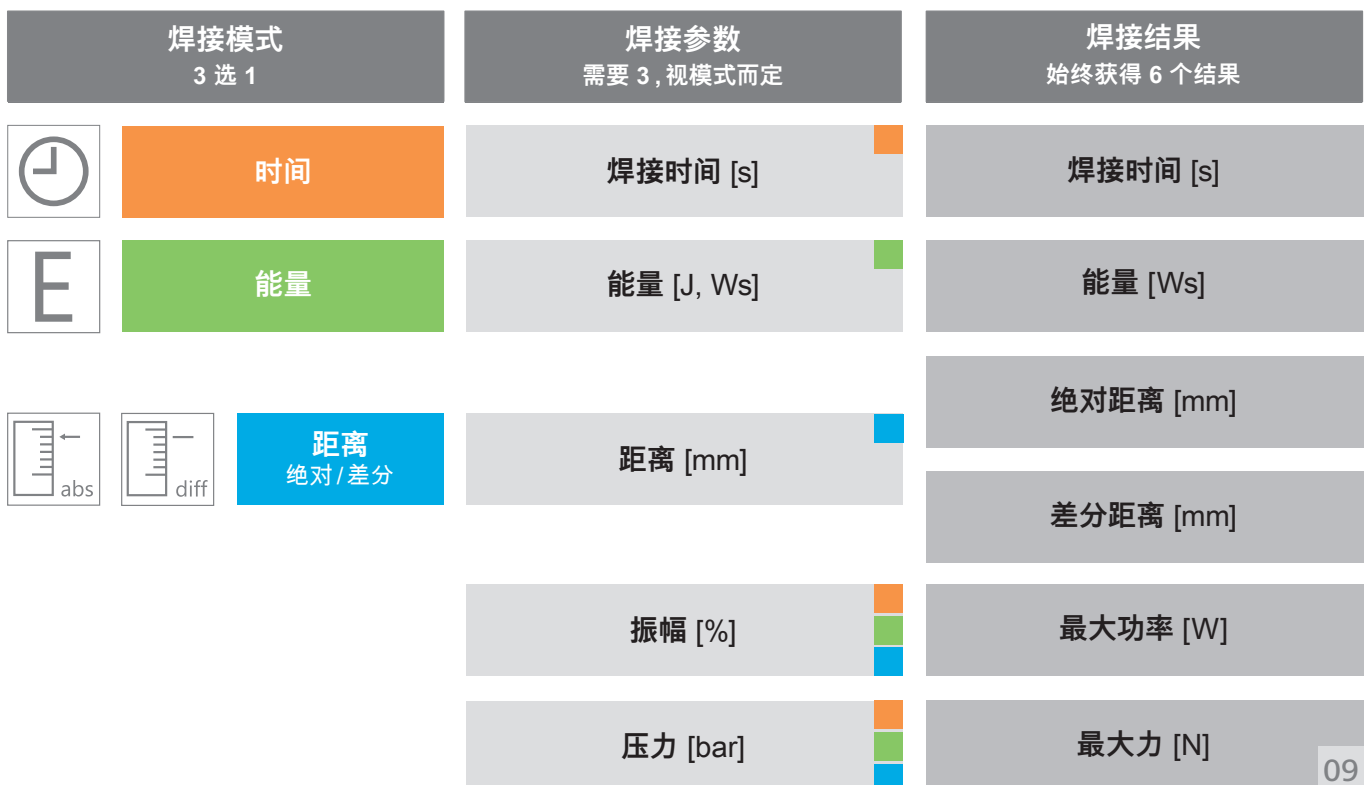 焊接模式
3 选 1
焊接参数
需要 3 , 视模式而定
焊接结果
始终获得 6 个结果
时间
焊接时间 [s]
焊接时间 [s]
E
能量
能量 [J, Ws]
能量 [Ws]
绝对距离 [mm]
abs
diff
距离
绝对/差分
距离 [mm]
差分距离 [mm]
振幅 [%]
最大功率 [W]
压力 [bar]
最大力 [N]
09